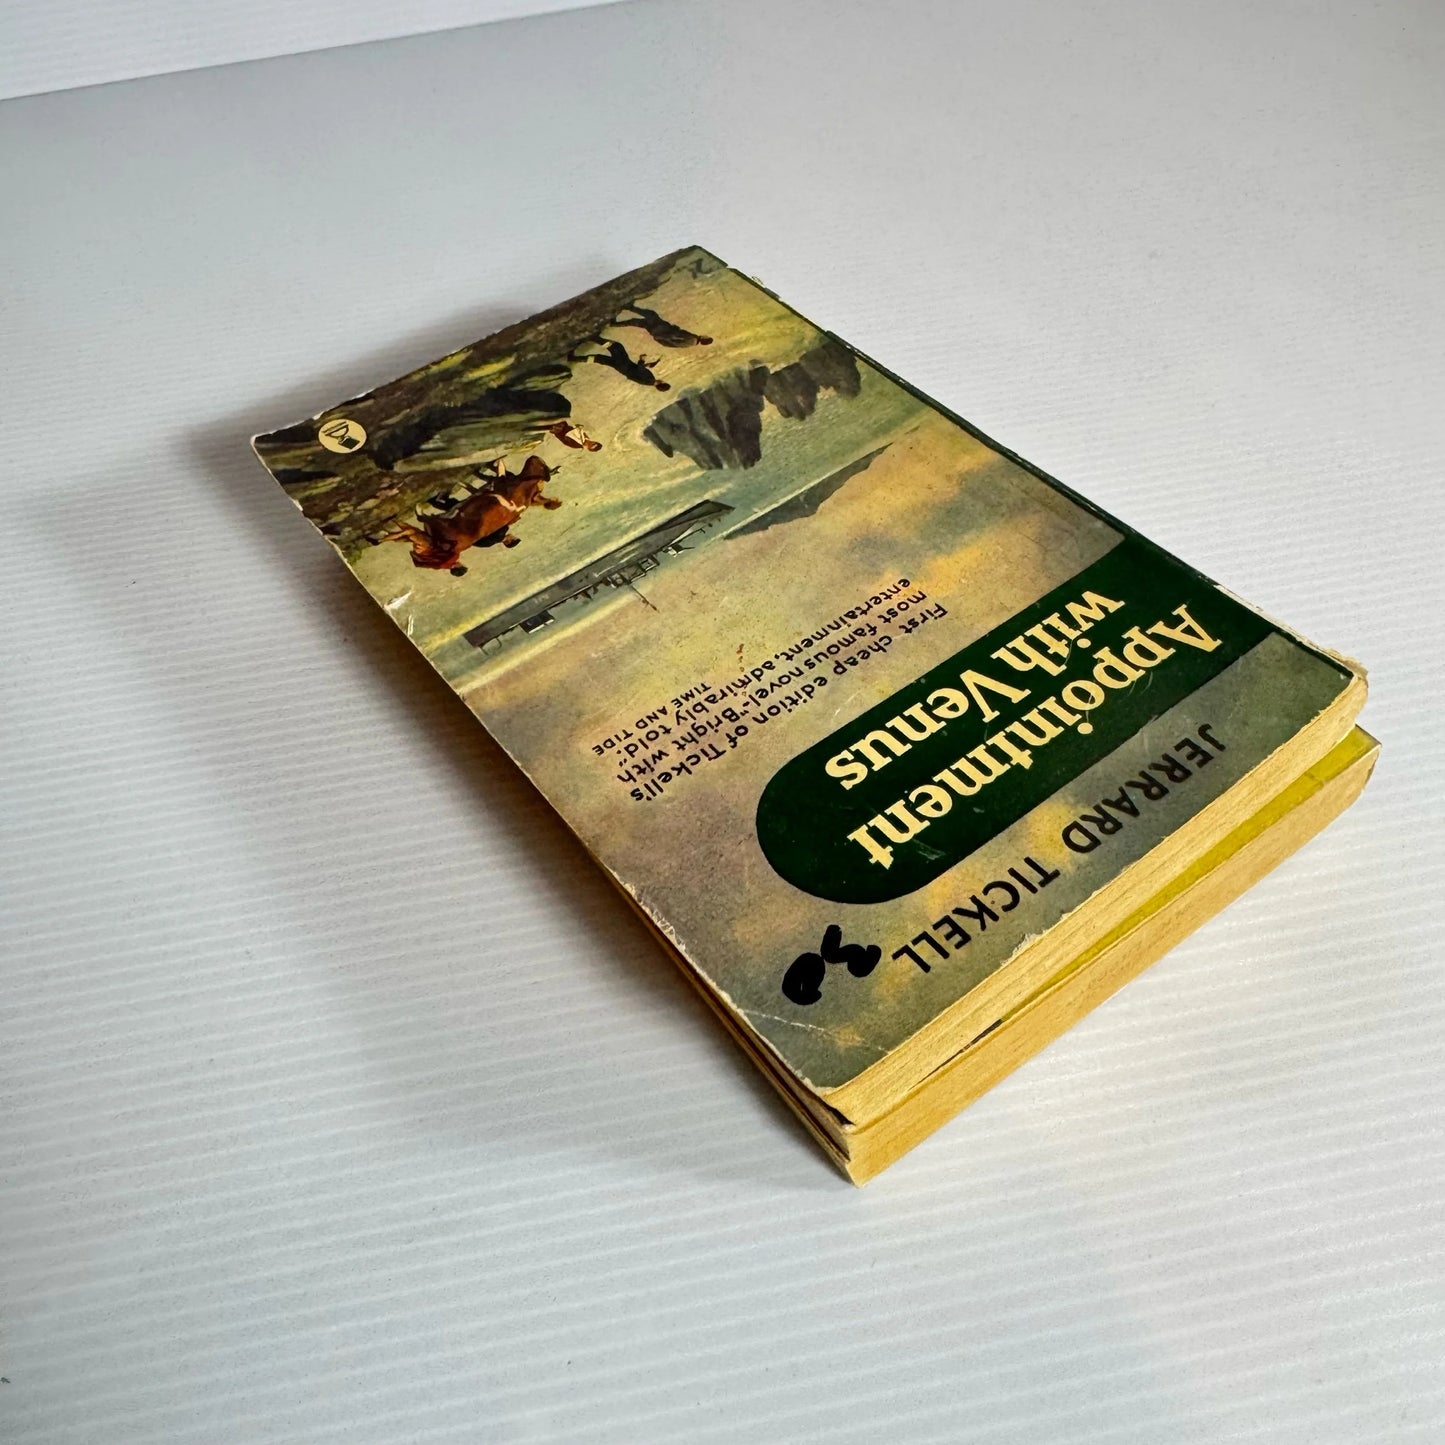 30
JERRARD TICKELL
Appointment
with Venus
First cheap edition of Tickell's
most famous novel-"Bright with
entertainment, admirably told."
TIME AND TIDE